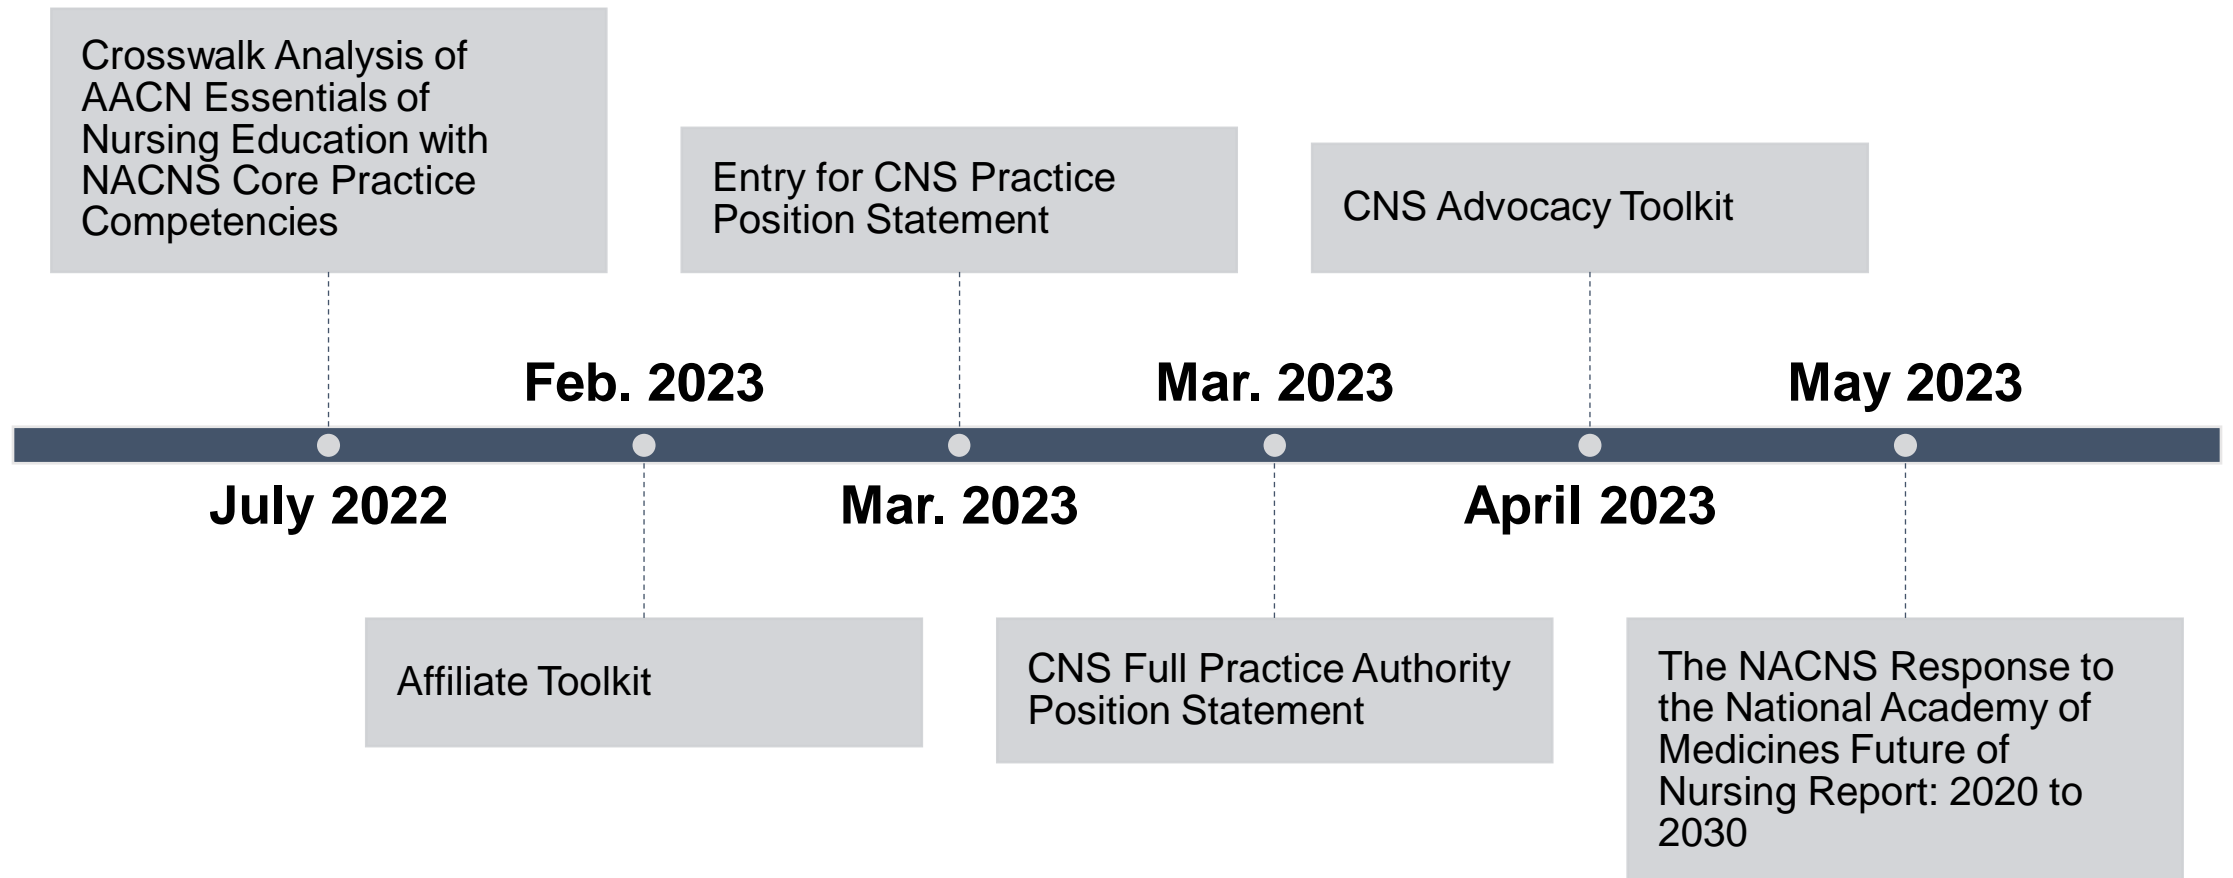 Crosswalk Analysis of
AACN Essentials of
Nursing Education with
NACNS Core Practice
Competencies
Entry for CNS Practice
Position Statement
CNS Advocacy Toolkit
Feb. 2023
Mar. 2023
May 2023
July 2022
Mar. 2023
April 2023
Affiliate Toolkit
CNS Full Practice Authority
Position Statement
The NACNS Response to
the National Academy of
Medicines Future of
Nursing Report: 2020 to
2030